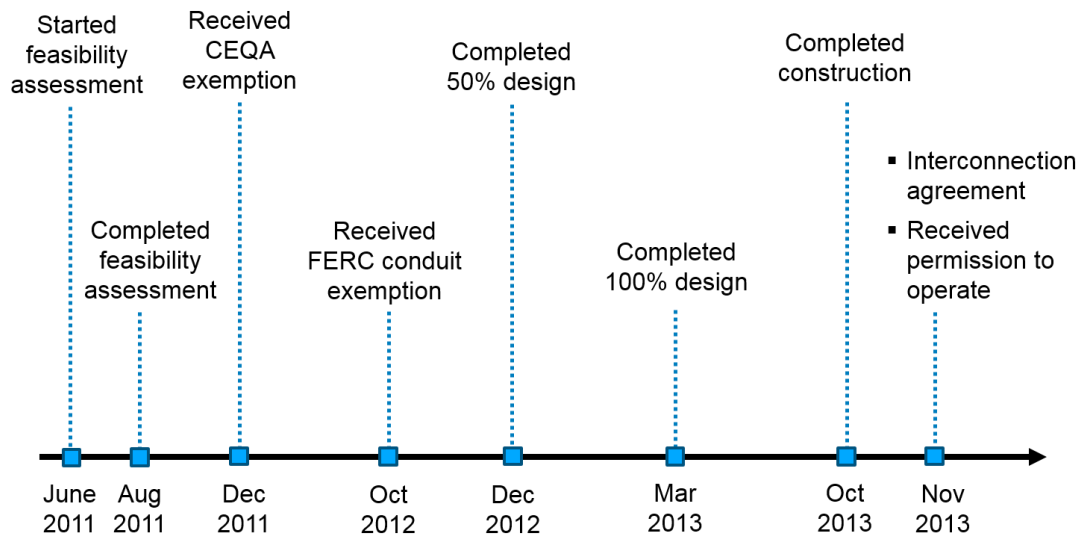 Started
feasibility
assessment
Received
CEQA
exemption
Completed
50% design
Completed
construction
▪ Interconnection
agreement
▪ Received
permission to
operate
Completed
feasibility
assessment
Received
FERC conduit
exemption
Completed
100% design
June
2011
Aug
2011
Dec
2011
Oct
2012
Dec
2012
Mar
2013
Oct
2013
Nov
2013